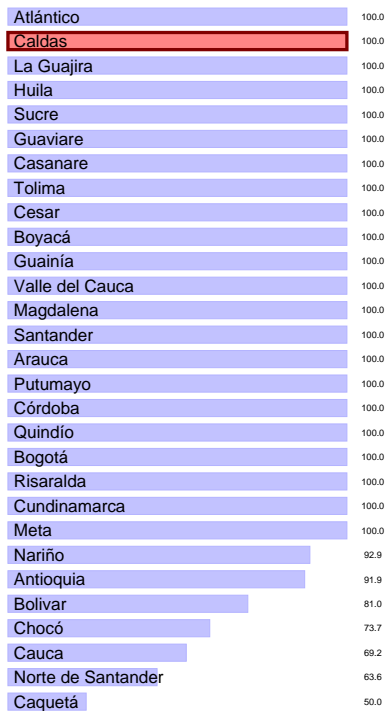 Atlántico 100.0
Caldas 100.0
La Guajira 100.0
Huila 100.0
Sucre 100.0
Guaviare 100.0
Casanare 100.0
Tolima 100.0
Cesar 100.0
Boyacá 100.0
Guainía 100.0
Valle del Cauca 100.0
Magdalena 100.0
Santander 100.0
Arauca 100.0
Putumayo 100.0
Córdoba 100.0
Quindío 100.0
Bogotá 100.0
Risaralda 100.0
Cundinamarca 100.0
Meta 100.0
Nariño 92.9
Antioquia 91.9
Bolivar 81.0
Chocó 73.7
Cauca 69.2
Norte de Santander 63.6
Caquetá 50.0